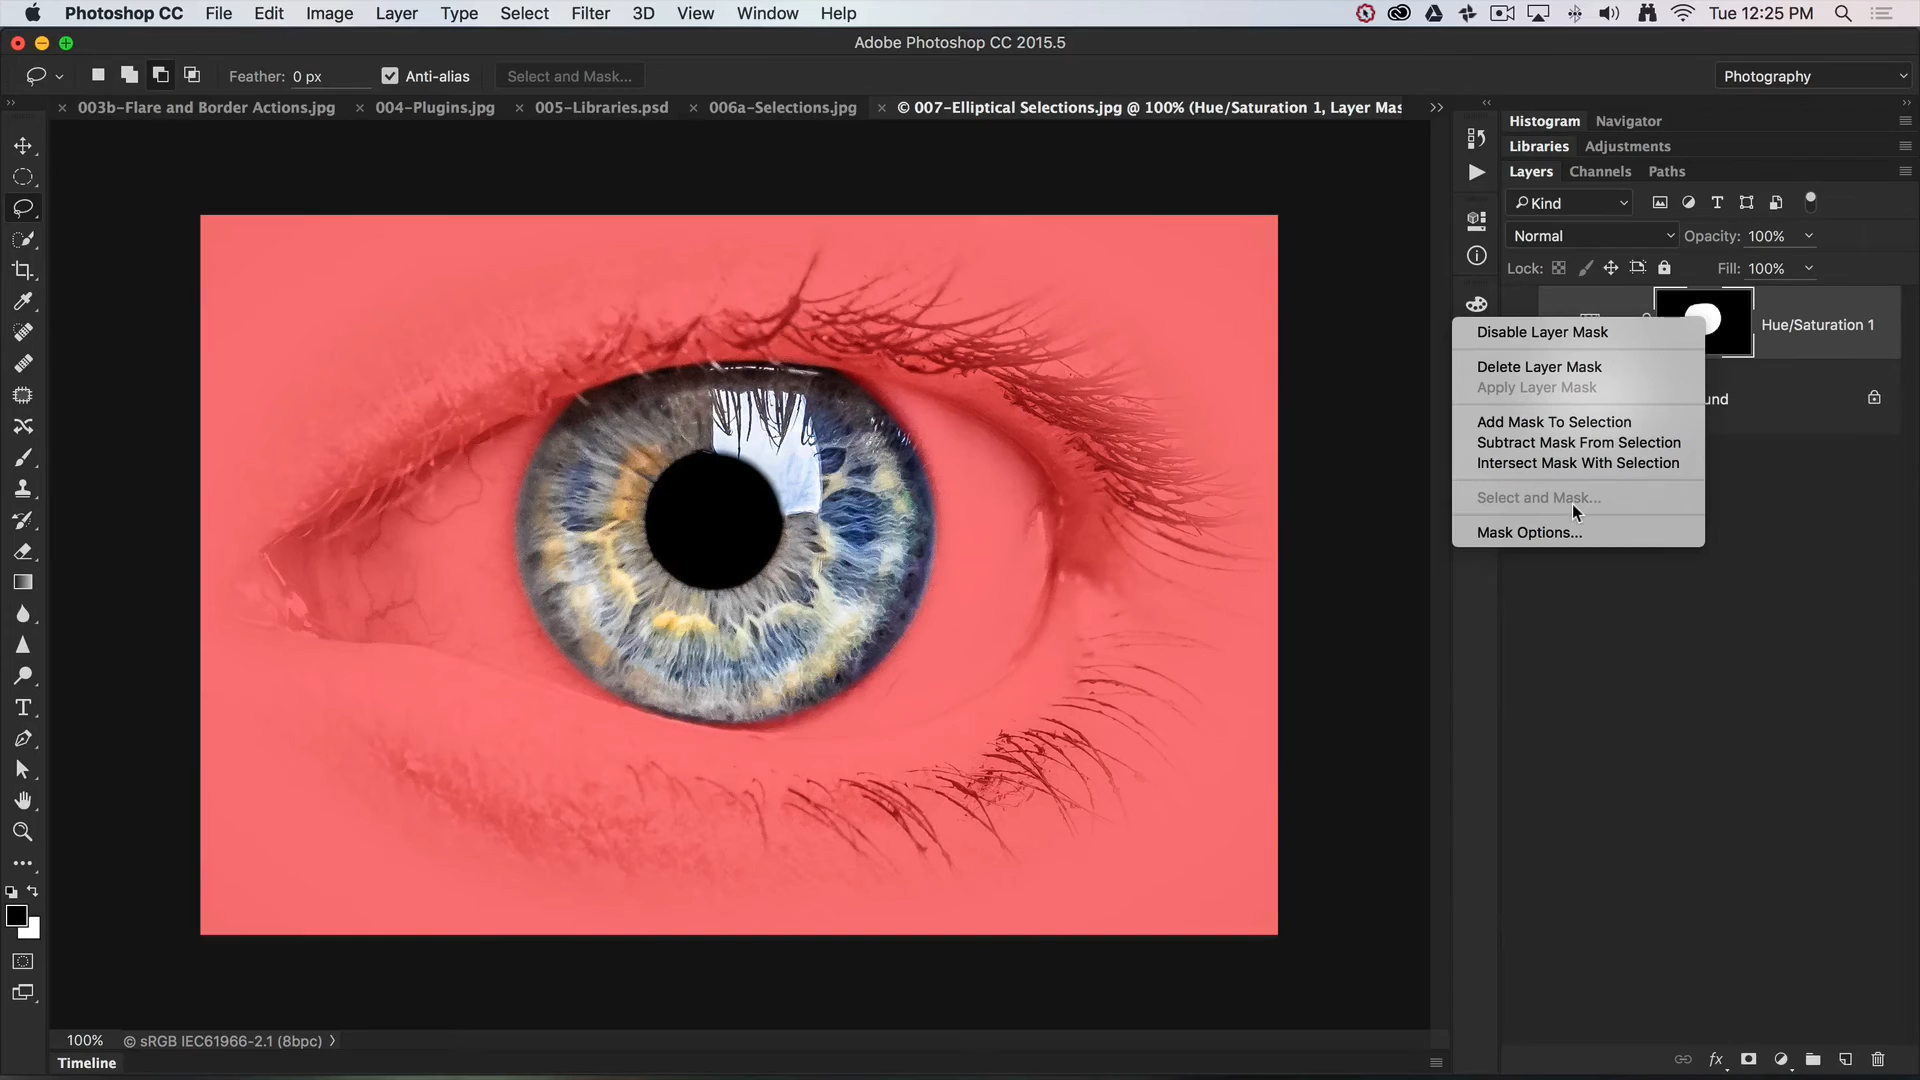 Photoshop CC File Edit Image Layer Type Select Filter 3D View Window Help Tue 12:25 PM
Adobe Photoshop CC 2015.5
Feather: 0 px Anti-alias Select and Mask... Photography
003b-Flare and Border Actions.jpg 004-Plugins.jpg 005-Libraries.psd 006a-Selections.jpg © 007-Elliptical Selections.jpg @ 100% (Hue/Saturation 1, Layer Mas
Histogram Navigator
Libraries Adjustments
Layers Channels Paths
Kind
Normal Opacity: 100%
Lock: Fill: 100%
Hue/Saturation 1
Disable Layer Mask
Delete Layer Mask
Apply Layer Mask
und
Add Mask To Selection
Subtract Mask From Selection
Intersect Mask With Selection
Select and Mask...
Mask Options...
100% © sRGB IEC61966-2.1 (8bpc)
Timeline
fx